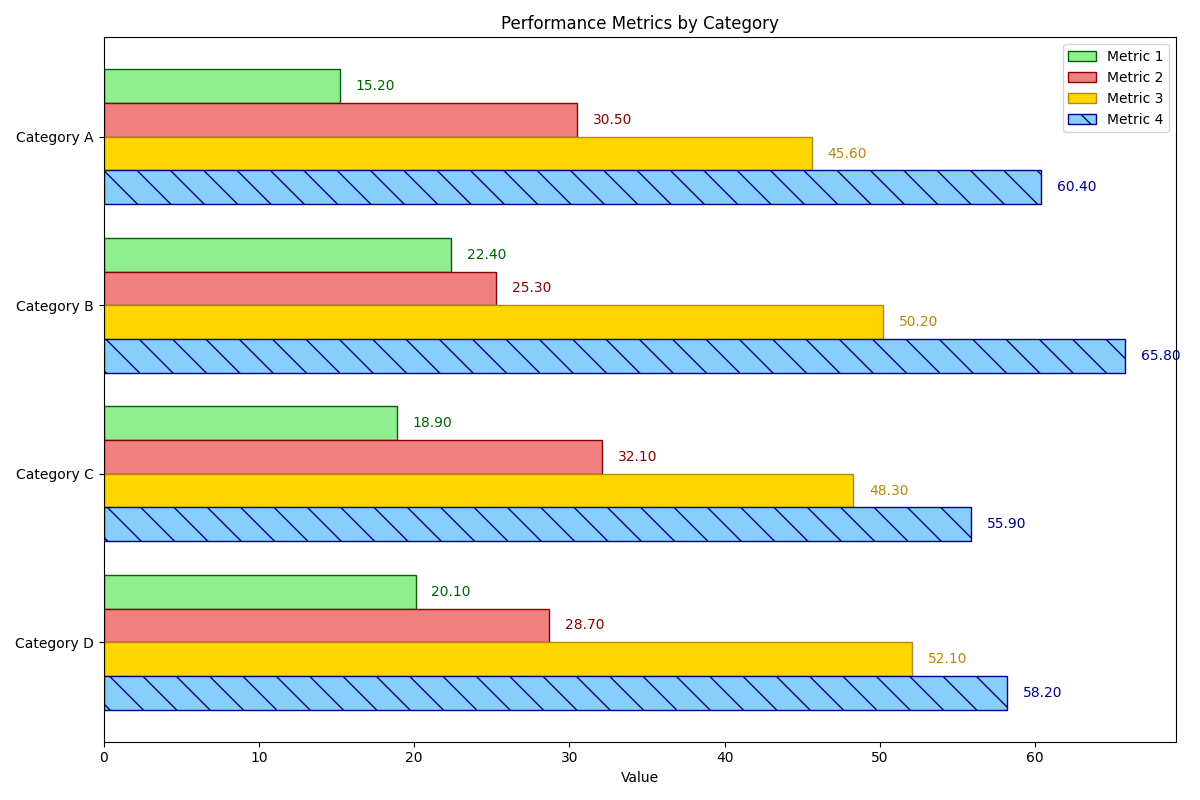 Performance Metrics by Category
Metric 1
Metric 2
Metric 3
Metric 4
Category A
15.20
30.50
45.60
60.40
Category B
22.40
25.30
50.20
65.80
Category C
18.90
32.10
48.30
55.90
Category D
20.10
28.70
52.10
58.20
0 10 20 30 40 50 60
Value